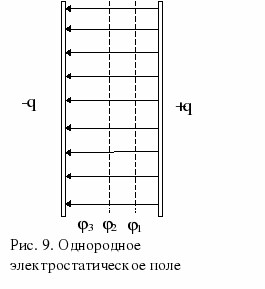 -q +q
φ3 φ2 φ1
Рис. 9. Однородное
электростатическое поле